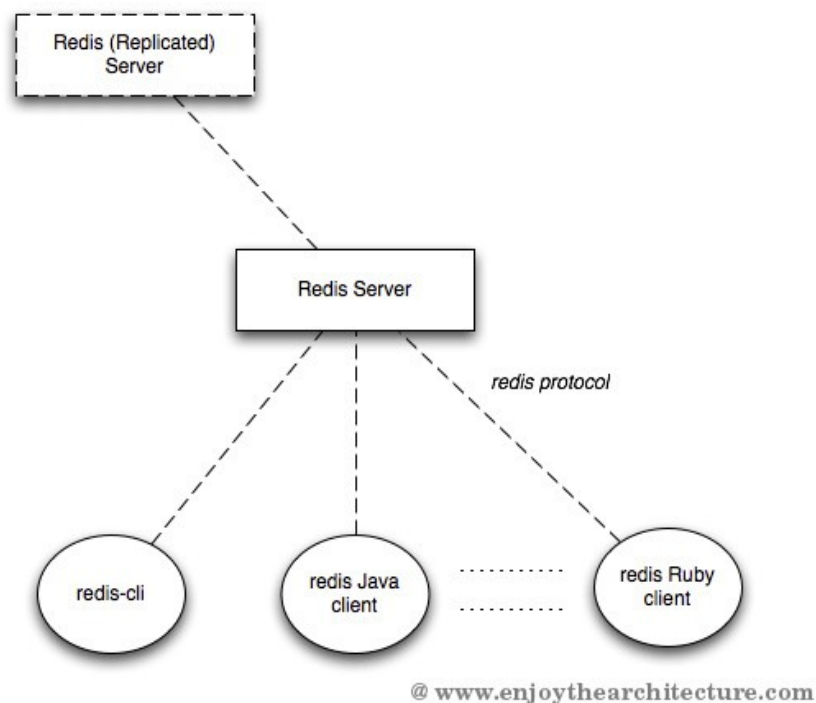 Redis (Replicated)
Server
Redis Server
redis protocol
redis-cli
redis Java
client
redis Ruby
client
@ www.enjoythearchitecture.com